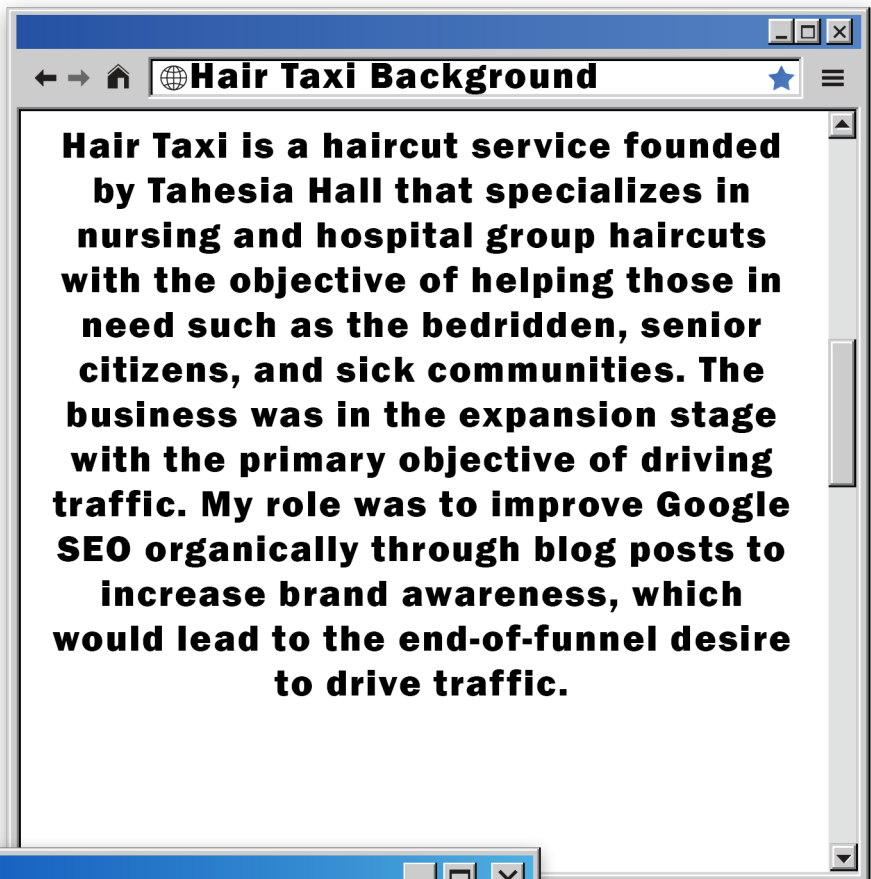 Hair Taxi Background
Hair Taxi is a haircut service founded
by Tahesia Hall that specializes in
nursing and hospital group haircuts
with the objective of helping those in
need such as the bedridden, senior
citizens, and sick communities. The
business was in the expansion stage
with the primary objective of driving
traffic. My role was to improve Google
SEO organically through blog posts to
increase brand awareness, which
would lead to the end-of-funnel desire
to drive traffic.